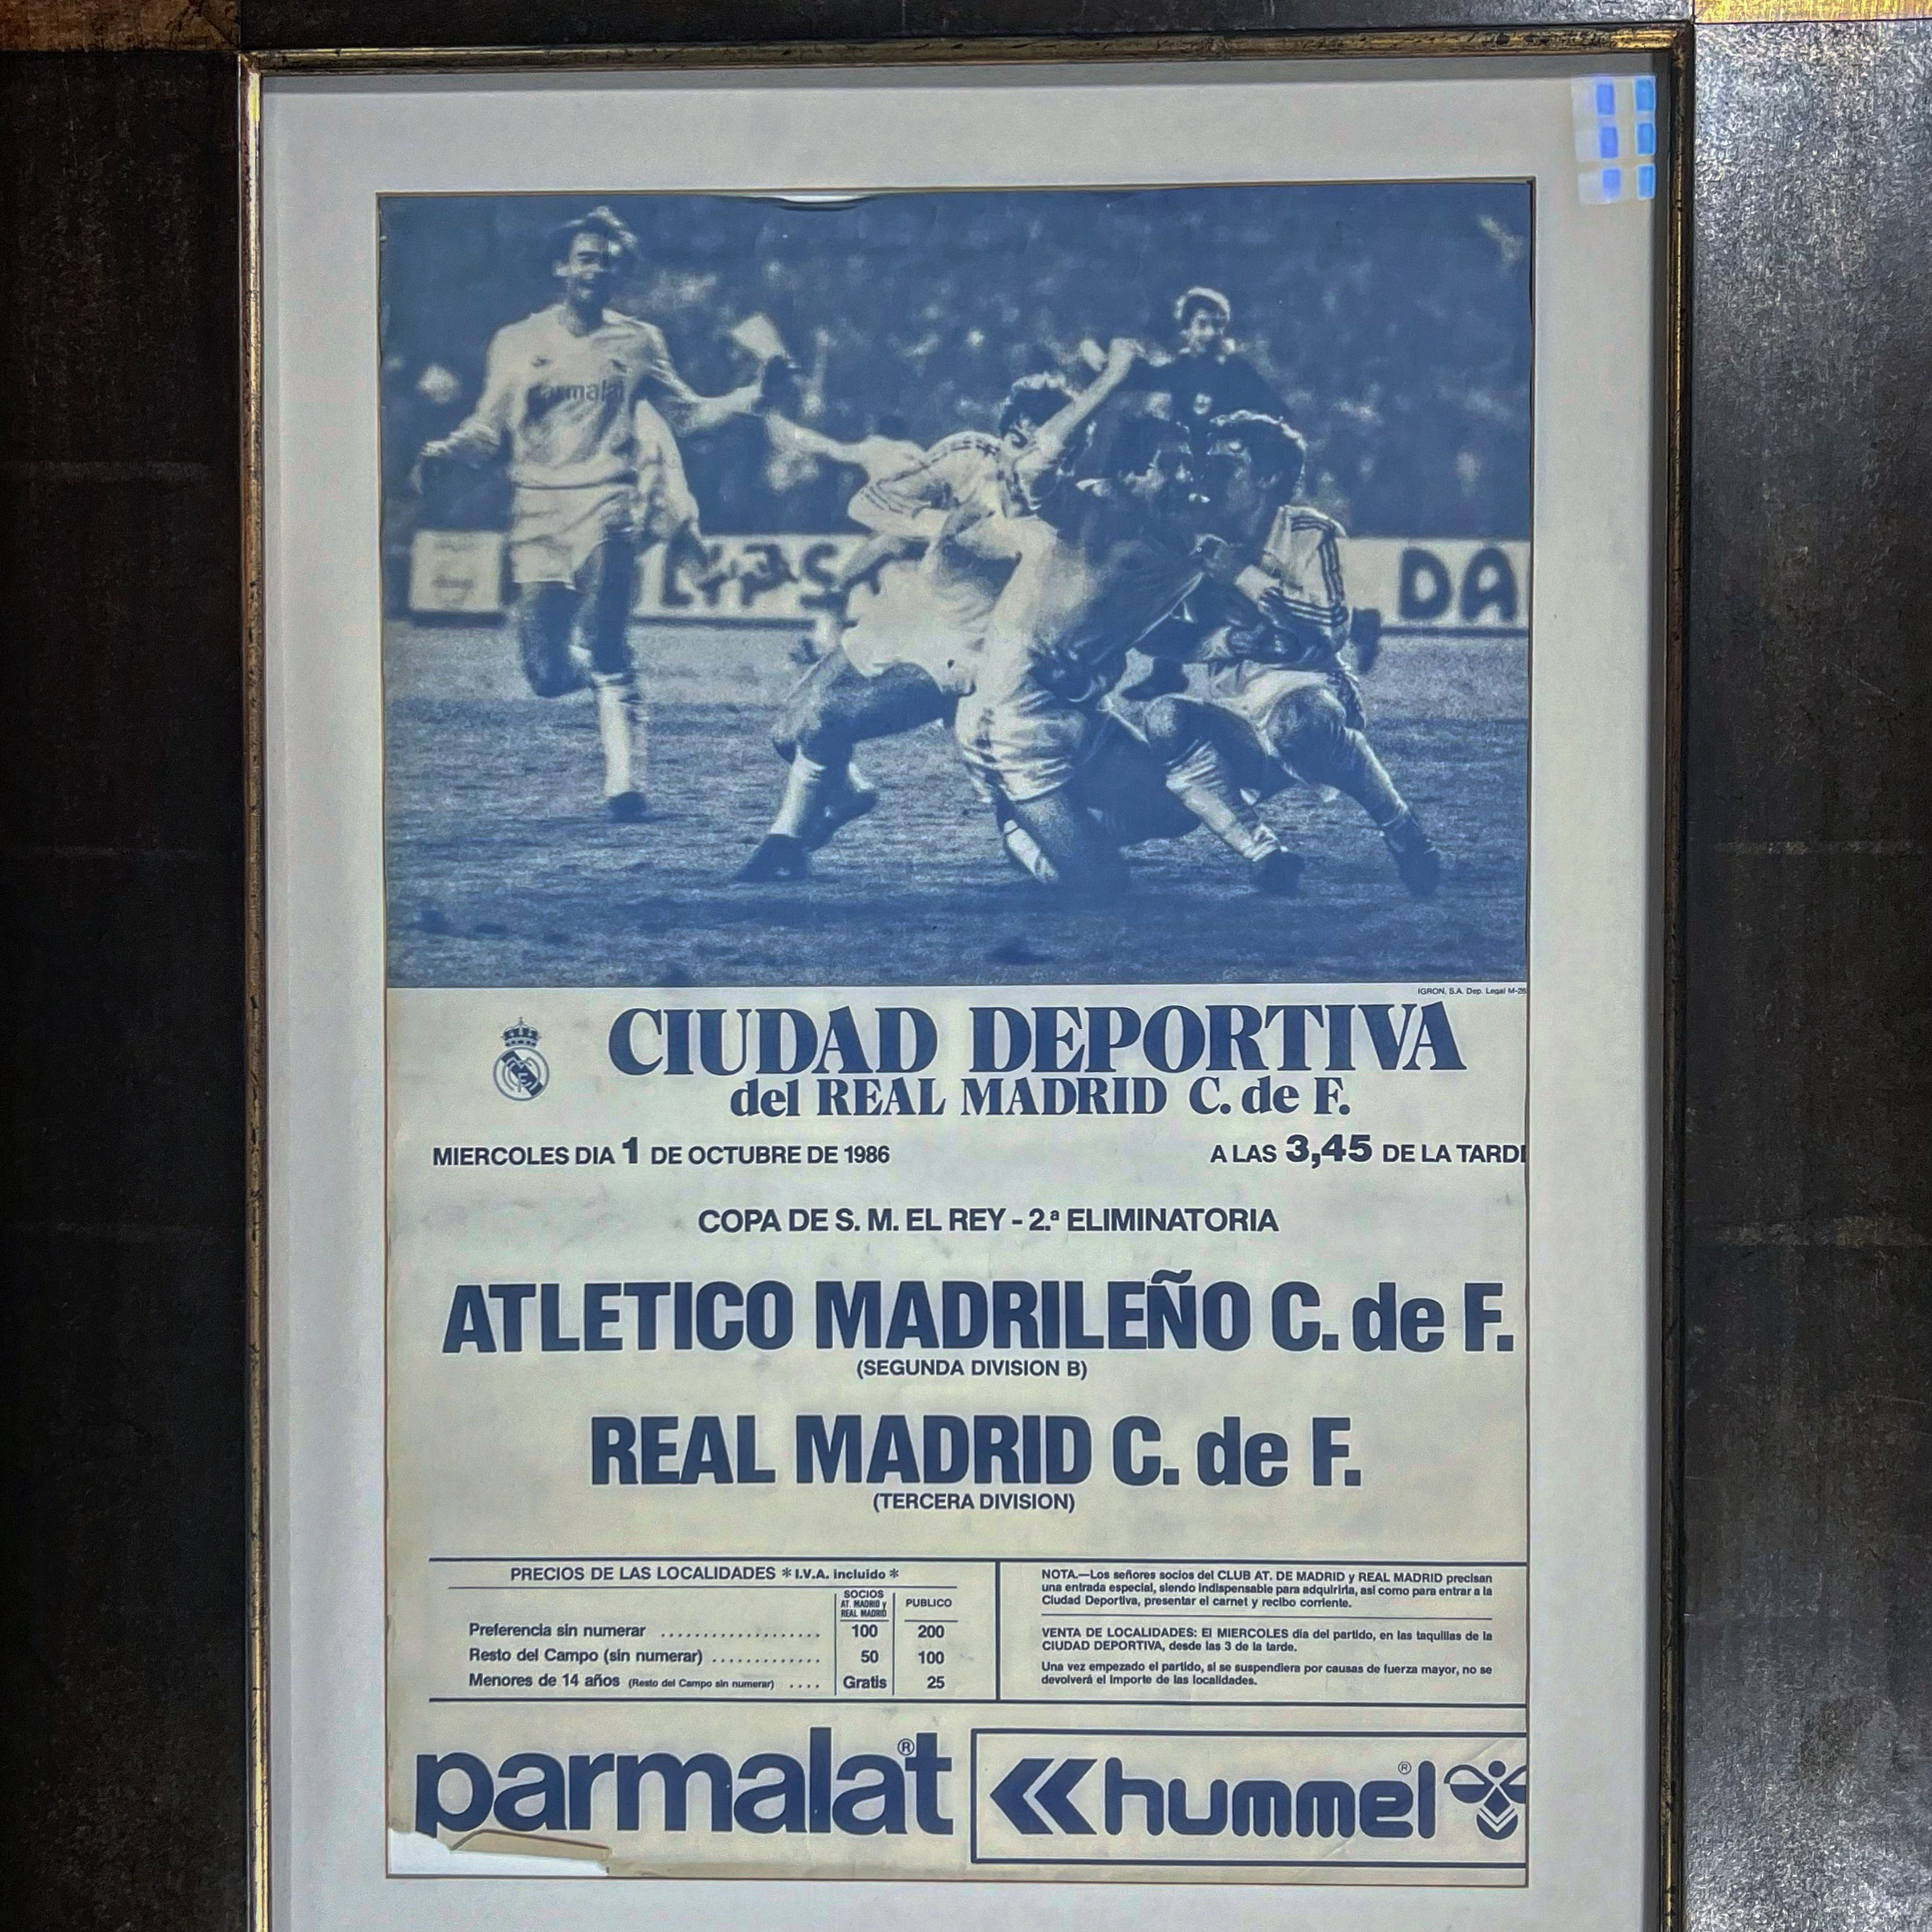 parmalat
DA
IGRON, S.A. Dep. Legal M-26
CIUDAD DEPORTIVA
del REAL MADRID C. de F.
MIERCOLES DIA 1 DE OCTUBRE DE 1986
A LAS 3,45 DE LA TARDE
COPA DE S. M. EL REY - 2.ª ELIMINATORIA
ATLETICO MADRILEÑO C. de F.
(SEGUNDA DIVISION B)
REAL MADRID C. de F.
(TERCERA DIVISION)
PRECIOS DE LAS LOCALIDADES * I.V.A. incluido *
SOCIOS
AT. MADRID y
REAL MADRID
PUBLICO
Preferencia sin numerar .................... 100 200
Resto del Campo (sin numerar) ............. 50 100
Menores de 14 años (Resto del Campo sin numerar) .... Gratis 25
NOTA.—Los señores socios del CLUB AT. DE MADRID y REAL MADRID precisan
una entrada especial, siendo indispensable para adquirirla, así como para entrar a la
Ciudad Deportiva, presentar el carnet y recibo corriente.
VENTA DE LOCALIDADES: El MIERCOLES día del partido, en las taquillas de la
CIUDAD DEPORTIVA, desde las 3 de la tarde.
Una vez empezado el partido, si se suspendiera por causas de fuerza mayor, no se
devolverá el importe de las localidades.
parmalat®
hummel®